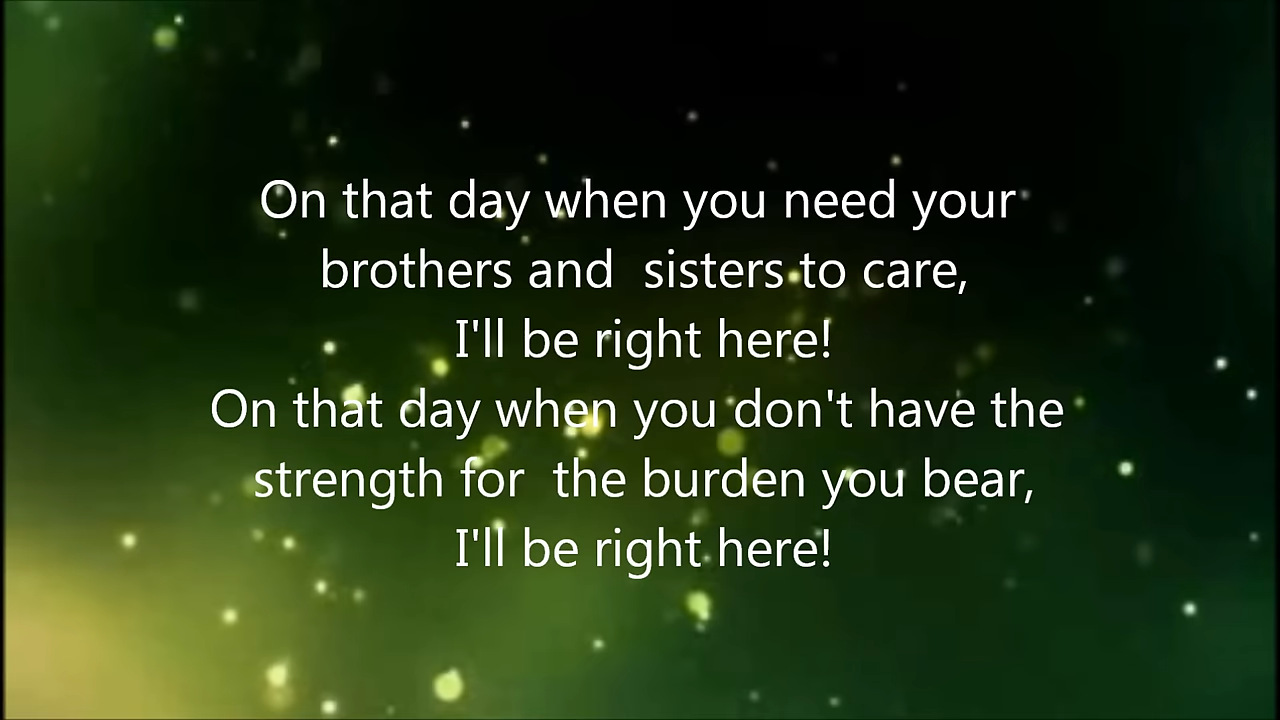 On that day when you need your
brothers and  sisters to care,
I'll be right here!
On that day when you don't have the
strength for  the burden you bear,
I'll be right here!